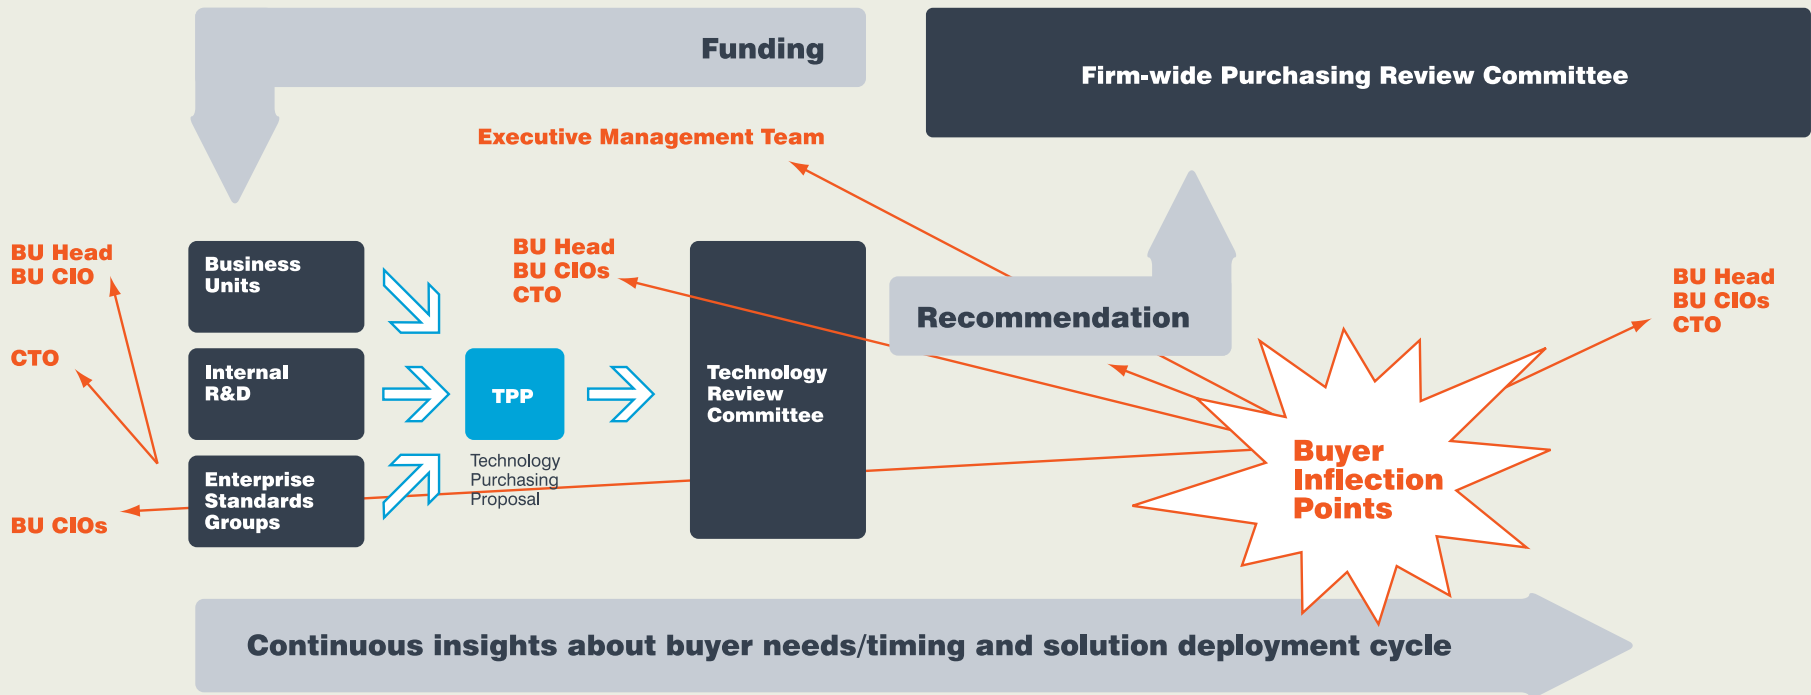 Funding
Firm-wide Purchasing Review Committee
Executive Management Team
BU Head
BU CIO
CTO
BU CIOs
Business
Units
Internal
R&D
Enterprise
Standards
Groups
TPP
Technology
Purchasing
Proposal
BU Head
BU CIOs
CTO
Technology
Review
Committee
Recommendation
BU Head
BU CIOs
CTO
Buyer
Inflection
Points
Continuous insights about buyer needs/timing and solution deployment cycle